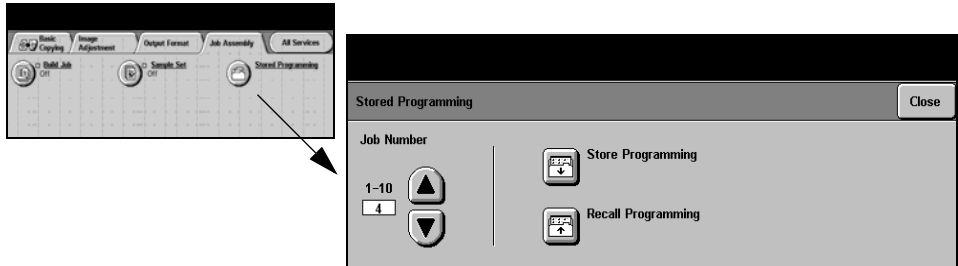 Basic Copying
Image Adjustment
Output Format
Job Assembly
All Services
Build Job
Off
Sample Set
Off
Stored Programming
Stored Programming
Close
Job Number
1-10
4
Store Programming
Recall Programming